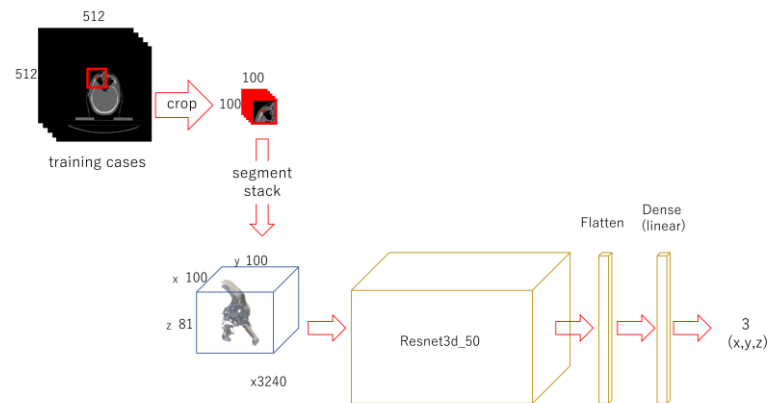 512
512
training cases
crop
100
100
segment
stack
y 100
x 100
z 81
x3240
Resnet3d_50
Flatten
Dense
(linear)
3
(x,y,z)